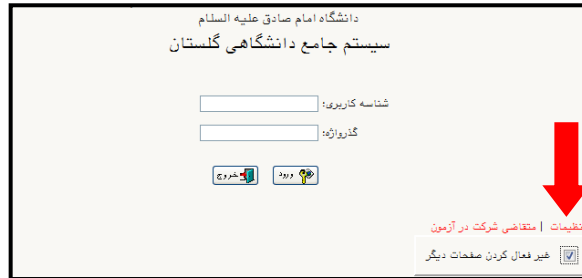 دانشگاه امام صادق علیه السلام
سیستم جامع دانشگاهی گلستان
شناسه کاربری:
گذرواژه:
ورود خروج
تنظیمات | متقاضی شرکت در آزمون
غیر فعال کردن صفحات دیگر